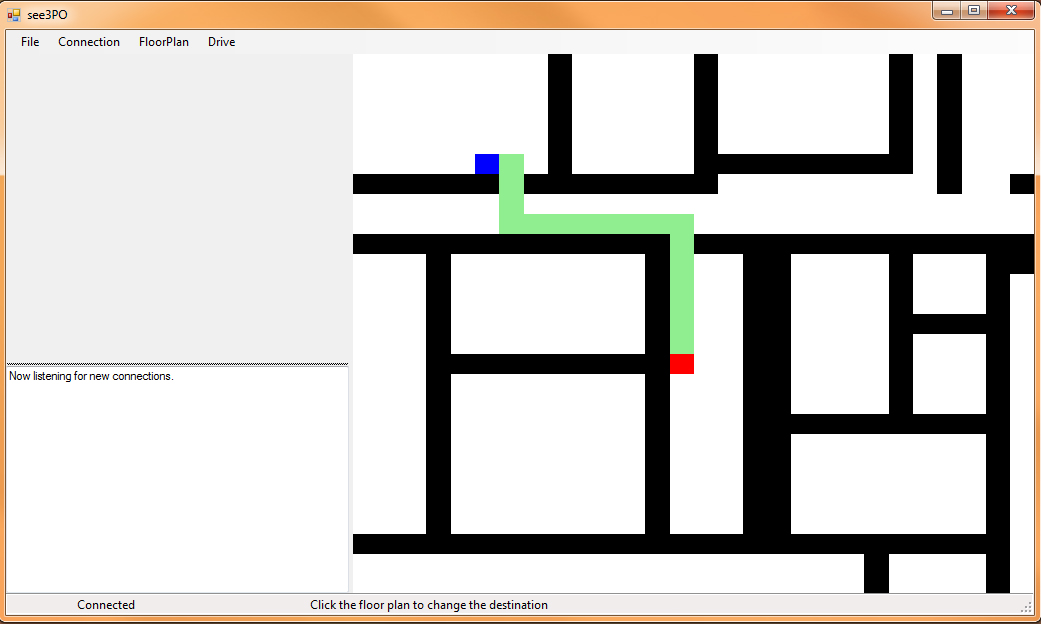 see3PO
File Connection FloorPlan Drive
Now listening for new connections.
Connected Click the floor plan to change the destination